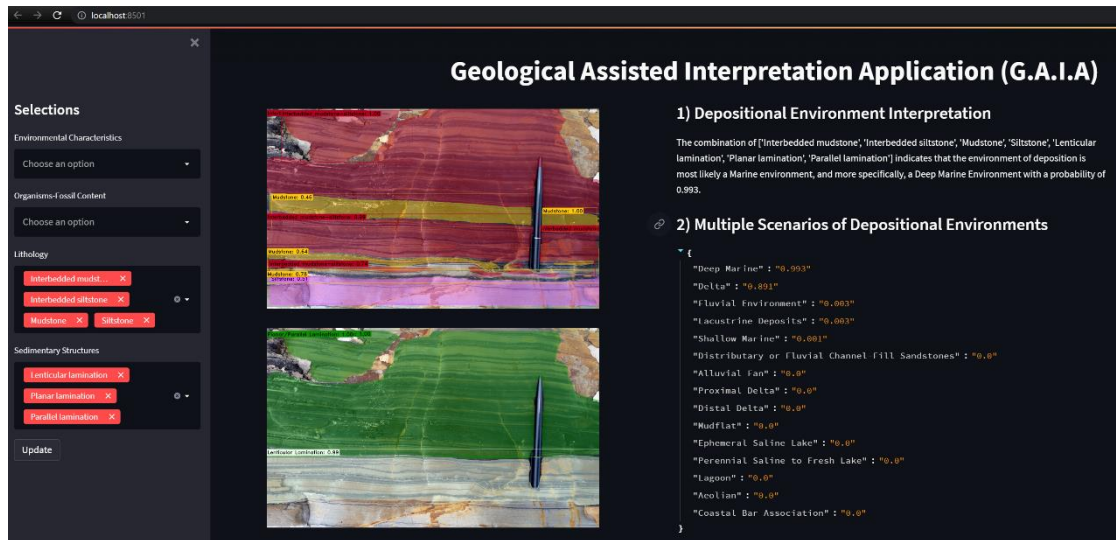 localhost:8501
Geological Assisted Interpretation Application (G.A.I.A)
Selections
Environmental Characteristics
Choose an option
Organisms-Fossil Content
Choose an option
Lithology
Interbedded mudst...
Interbedded siltstone
Mudstone
Siltstone
Sedimentary Structures
Lenticular lamination
Planar lamination
Parallel lamination
Update
Mudstone: 0.46
Mudstone: 1.00
Mudstone: 0.64
Mudstone: 0.78
Siltstone: 0.51
Lenticular Lamination: 0.98
1) Depositional Environment Interpretation
The combination of ['Interbedded mudstone', 'Interbedded siltstone', 'Mudstone', 'Siltstone', 'Lenticular
lamination', 'Planar lamination', 'Parallel lamination'] indicates that the environment of deposition is
most likely a Marine environment, and more specifically, a Deep Marine Environment with a probability of
0.993.
2) Multiple Scenarios of Depositional Environments
{
"Deep Marine" : "0.993"
"Delta" : "0.891"
"Fluvial Environment" : "0.003"
"Lacustrine Deposits" : "0.003"
"Shallow Marine" : "0.001"
"Distributary or Fluvial Channel-Fill Sandstones" : "0.0"
"Alluvial Fan" : "0.0"
"Proximal Delta" : "0.0"
"Distal Delta" : "0.0"
"Mudflat" : "0.0"
"Ephemeral Saline Lake" : "0.0"
"Perennial Saline to Fresh Lake" : "0.0"
"Lagoon" : "0.0"
"Aeolian" : "0.0"
"Coastal Bar Association" : "0.0"
}